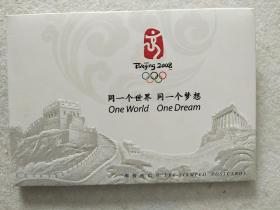 Beijing 2008
同一个世界 同一个梦想
One World One Dream
PRE-STAMPED POSTCARDS